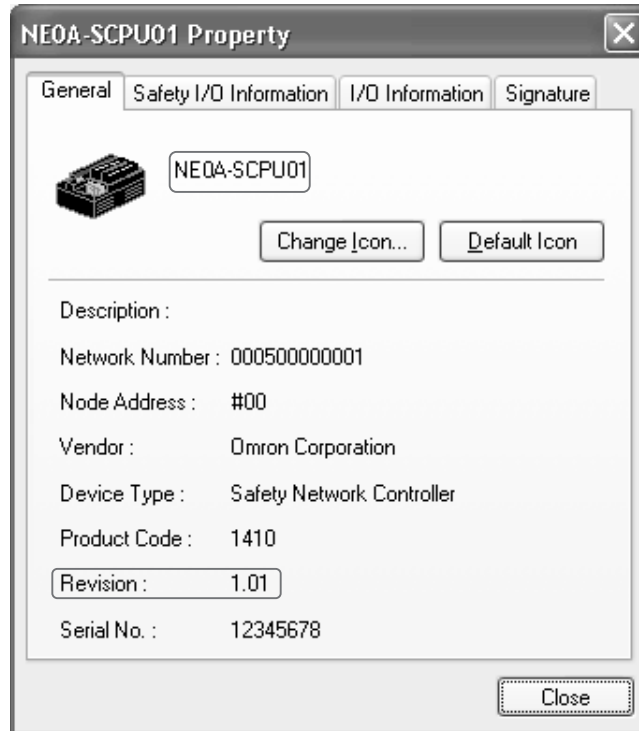 NE0A-SCPU01 Property
General Safety I/O Information I/O Information Signature
NE0A-SCPU01
Change Icon... Default Icon
Description :
Network Number : 000500000001
Node Address : #00
Vendor : Omron Corporation
Device Type : Safety Network Controller
Product Code : 1410
Revision : 1.01
Serial No. : 12345678
Close